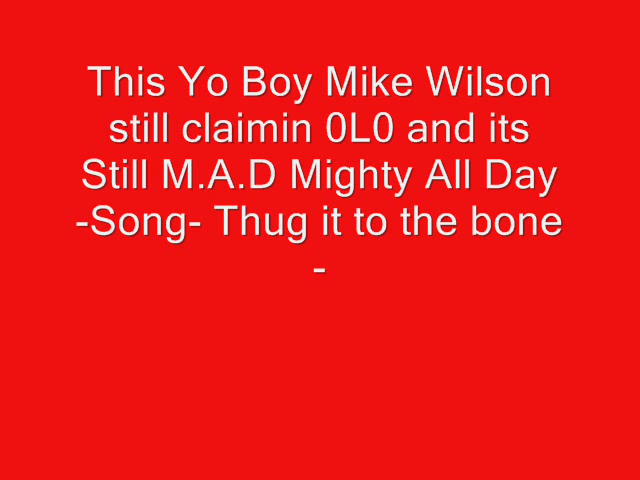 This Yo Boy Mike Wilson
still claimin 0L0 and its
Still M.A.D Mighty All Day
-Song- Thug it to the bone
-